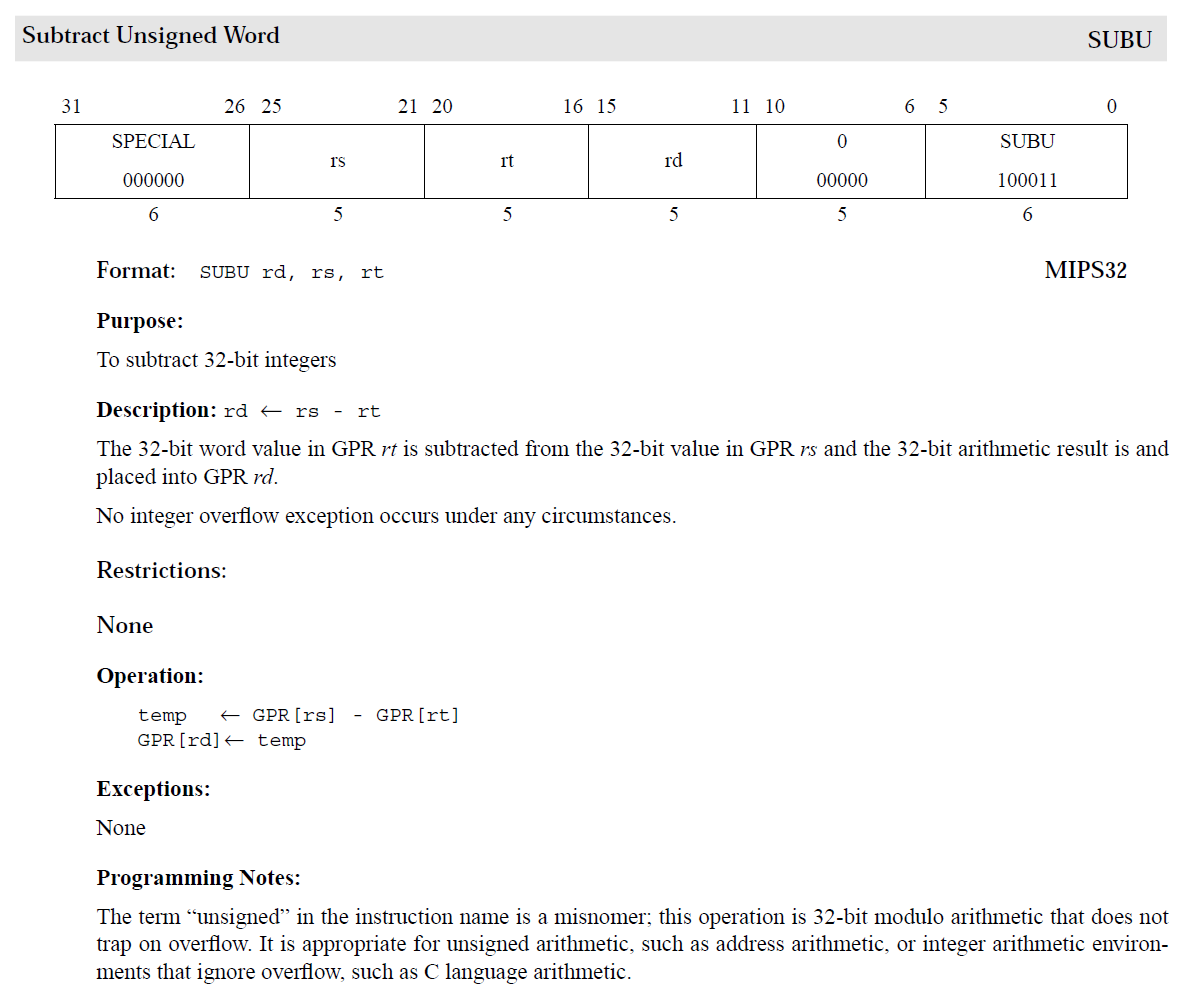 Subtract Unsigned Word SUBU
31 26 25 21 20 16 15 11 10 6 5 0
SPECIAL 0 SUBU
rs rt rd
000000 00000 100011
6 5 5 5 5 6
Format: SUBU rd, rs, rt MIPS32
Purpose:
To subtract 32-bit integers
Description: rd ← rs - rt
The 32-bit word value in GPR rt is subtracted from the 32-bit value in GPR rs and the 32-bit arithmetic result is and
placed into GPR rd.
No integer overflow exception occurs under any circumstances.
Restrictions:
None
Operation:
temp ← GPR[rs] - GPR[rt]
GPR[rd]← temp
Exceptions:
None
Programming Notes:
The term “unsigned” in the instruction name is a misnomer; this operation is 32-bit modulo arithmetic that does not
trap on overflow. It is appropriate for unsigned arithmetic, such as address arithmetic, or integer arithmetic environ-
ments that ignore overflow, such as C language arithmetic.